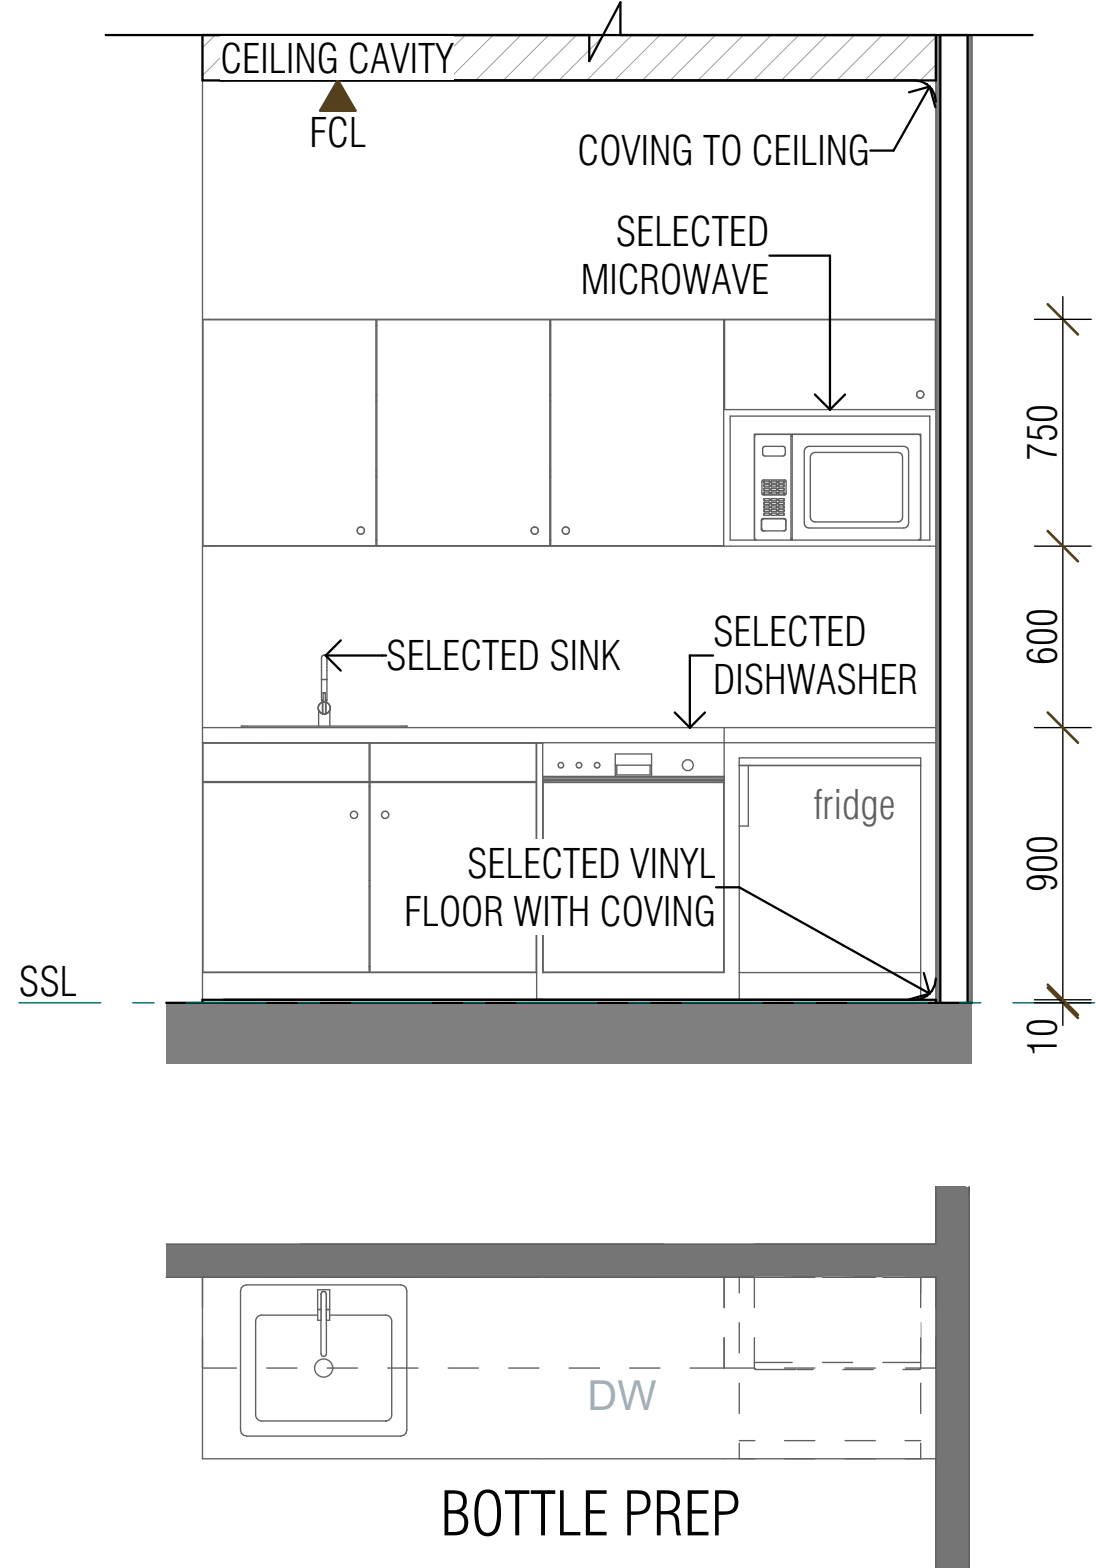 CEILING CAVITY
FCL
COVING TO CEILING
SELECTED
MICROWAVE
750
SELECTED SINK
SELECTED
DISHWASHER
600
fridge
SELECTED VINYL
FLOOR WITH COVING
900
SSL
10
DW
BOTTLE PREP